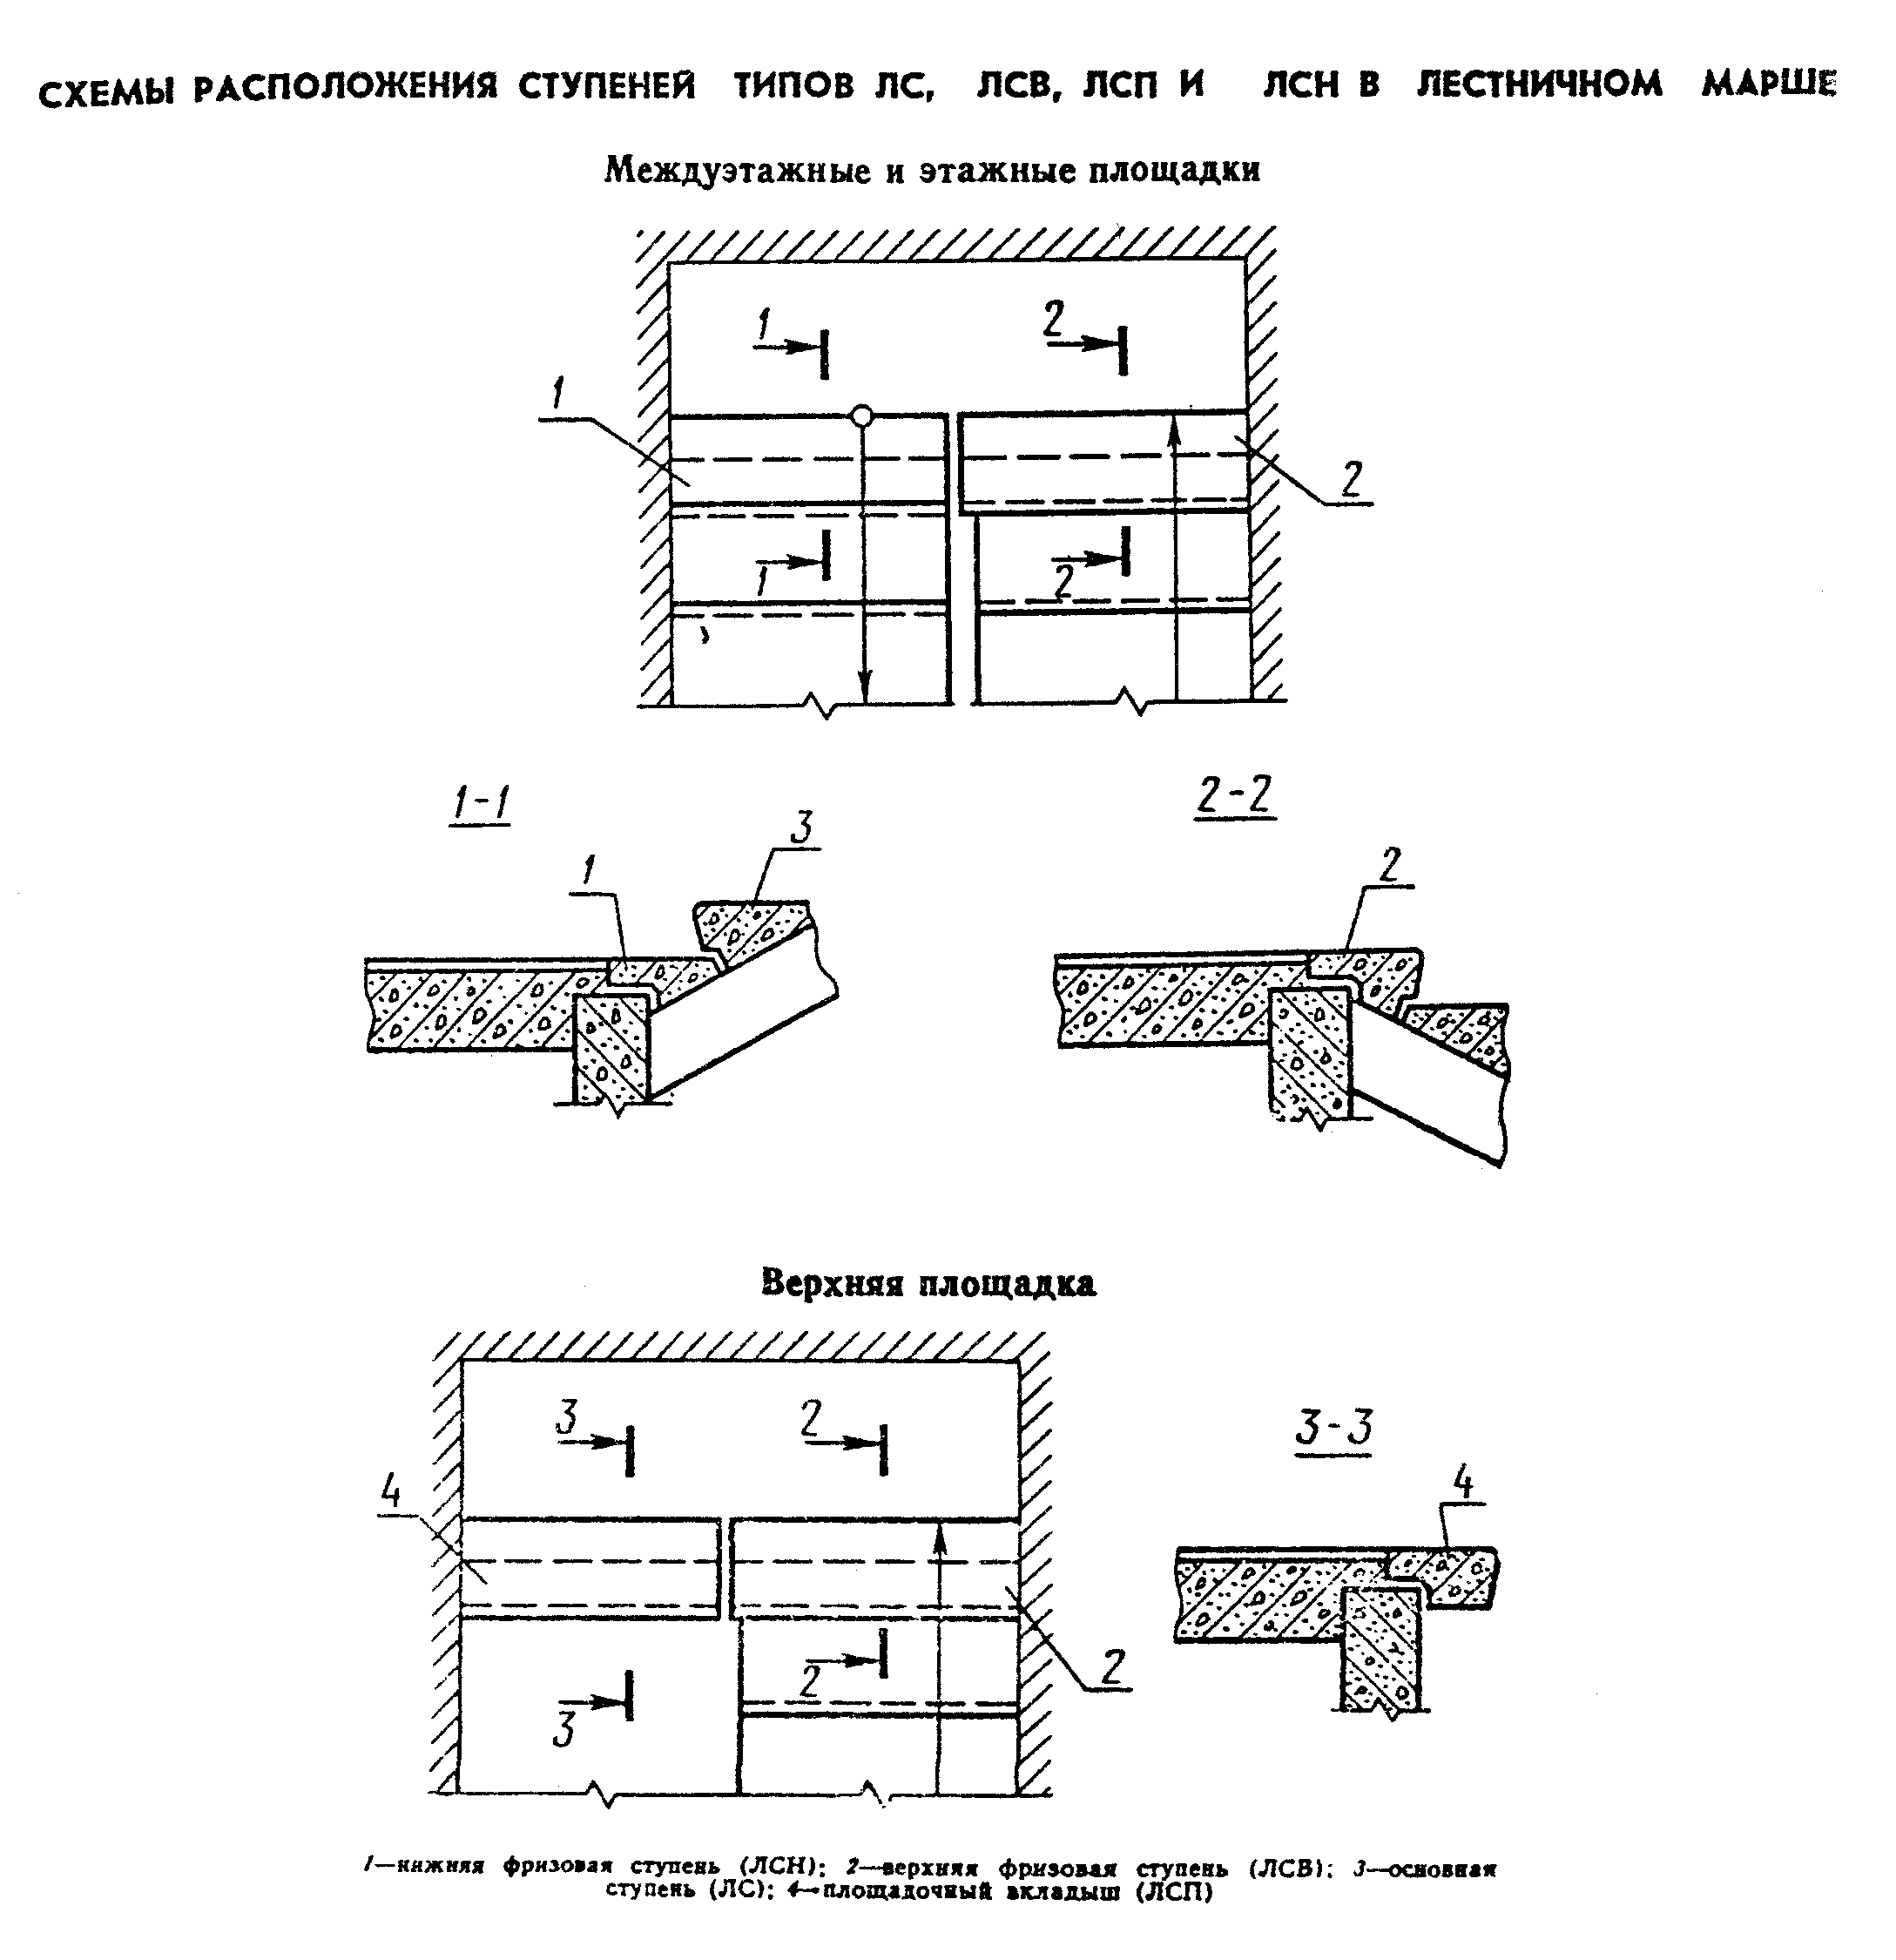 СХЕМЫ РАСПОЛОЖЕНИЯ СТУПЕНЕЙ ТИПОВ ЛС, ЛСВ, ЛСП И ЛСН В ЛЕСТНИЧНОМ МАРШЕ
Междуэтажные и этажные площадки
1 2
1
2
1 2
1-1 2-2
3
1 2
Верхняя площадка
3 2
3-3
4 4
2
2
3
1—нижняя фризовая ступень (ЛСН); 2—верхняя фризовая ступень (ЛСВ); 3—основная
ступень (ЛС); 4—площадочный вкладыш (ЛСП)